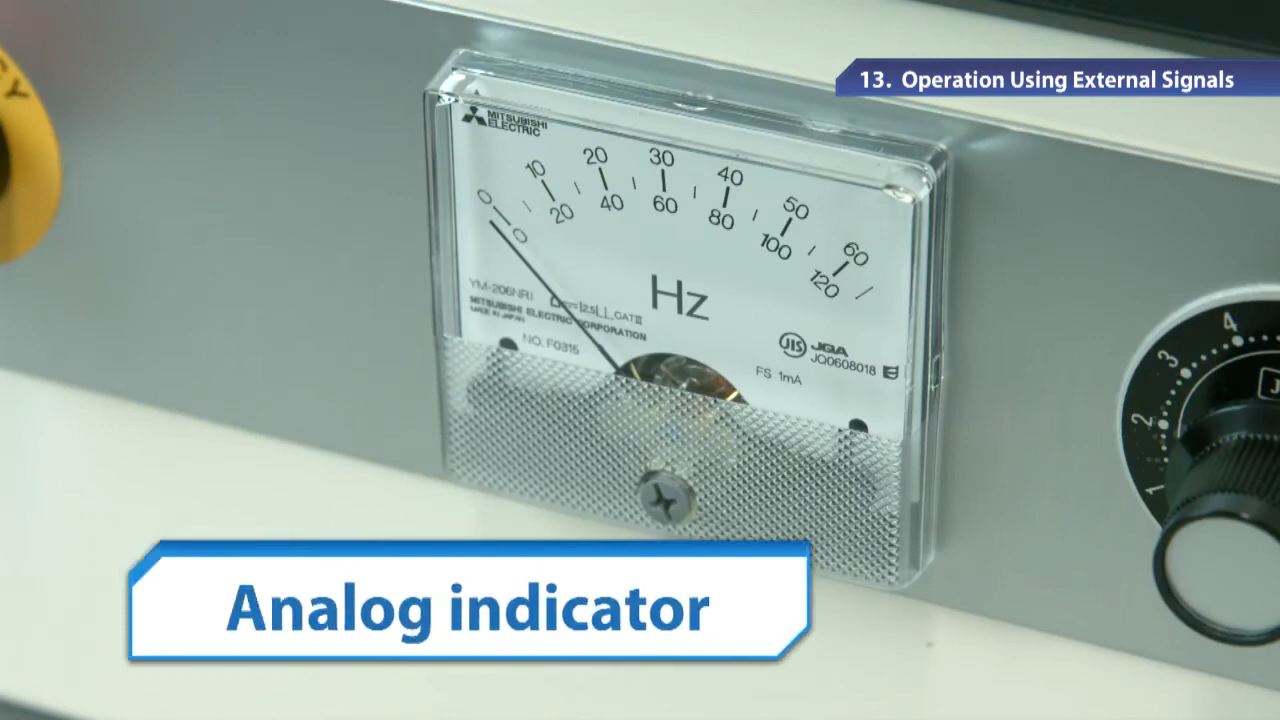 13. Operation Using External Signals
MITSUBISHI
ELECTRIC
0 10 20 30 40 50 60
0 20 40 60 80 100 120
Hz
YM-206NRI
MITSUBISHI ELECTRIC CORPORATION
MADE IN JAPAN
NO. F0315
JIS JGIA
JQ0608018
FS 1mA
4
3
2
1
Analog indicator